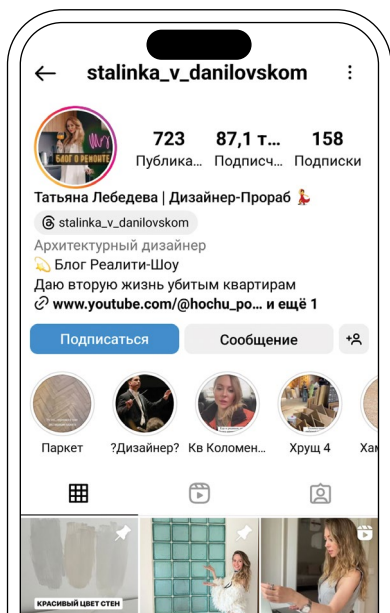 stalinka_v_danilovskom
723
87,1 т...
158
Публика...
Подписч...
Подписки
БЛОГ О РЕМОНТЕ
Татьяна Лебедева | Дизайнер-Прораб 💃
stalinka_v_danilovskom
Архитектурный дизайнер
💫 Блог Реалити-Шоу
Даю вторую жизнь убитым квартирам
www.youtube.com/@hochu_po... и ещё 1
Подписаться
Сообщение
Паркет
?Дизайнер?
Кв Коломен...
Хрущ 4
Хам
КРАСИВЫЙ ЦВЕТ СТЕН